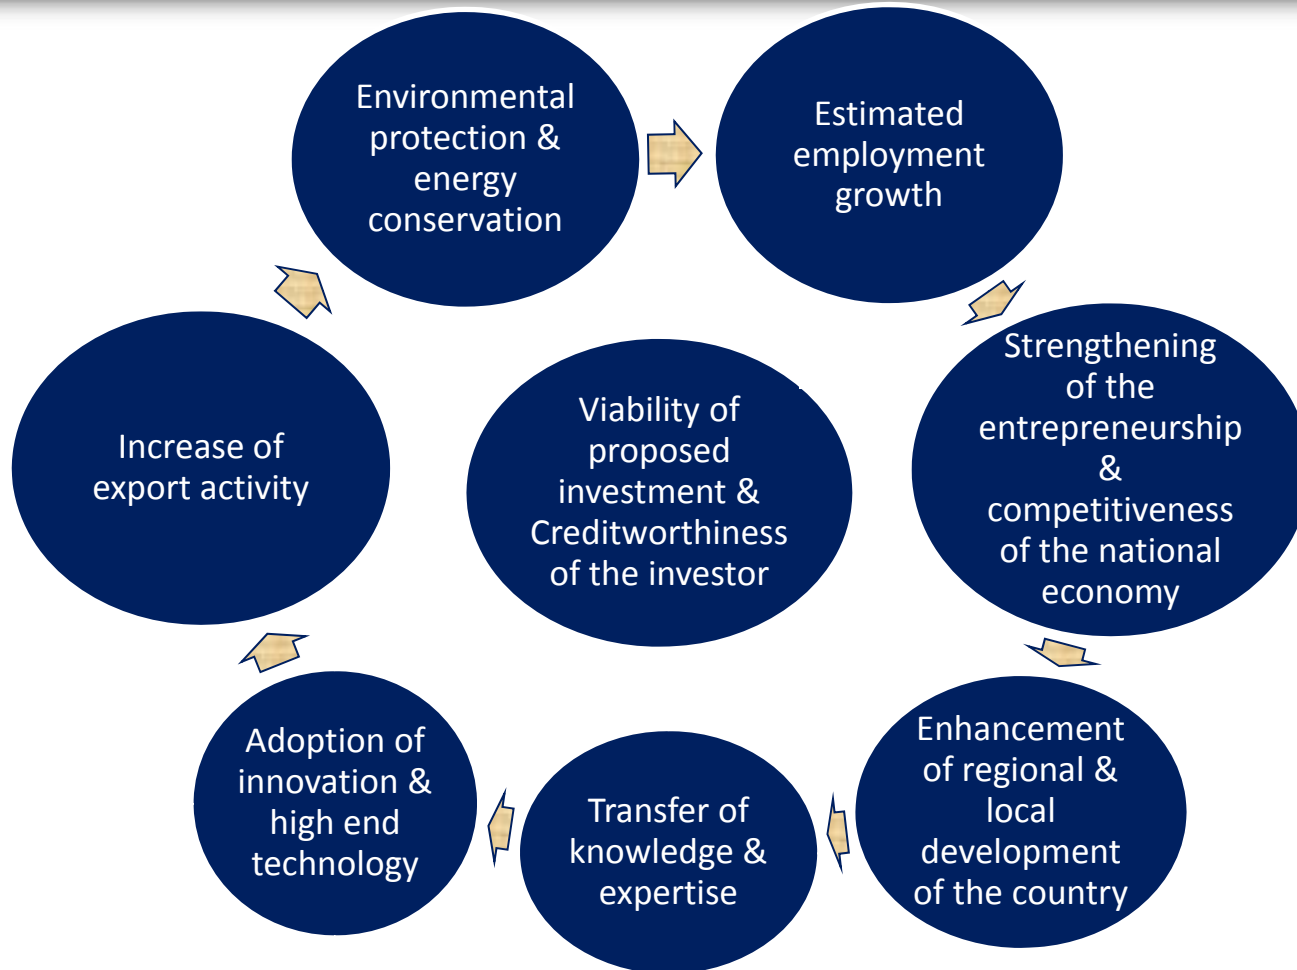 Environmental
protection &
energy
conservation
Estimated
employment
growth
Strengthening
of the
entrepreneurship
&
competitiveness
of the national
economy
Enhancement
of regional &
local
development
of the country
Transfer of
knowledge &
expertise
Adoption of
innovation &
high end
technology
Increase of
export activity
Viability of
proposed
investment &
Creditworthiness
of the investor